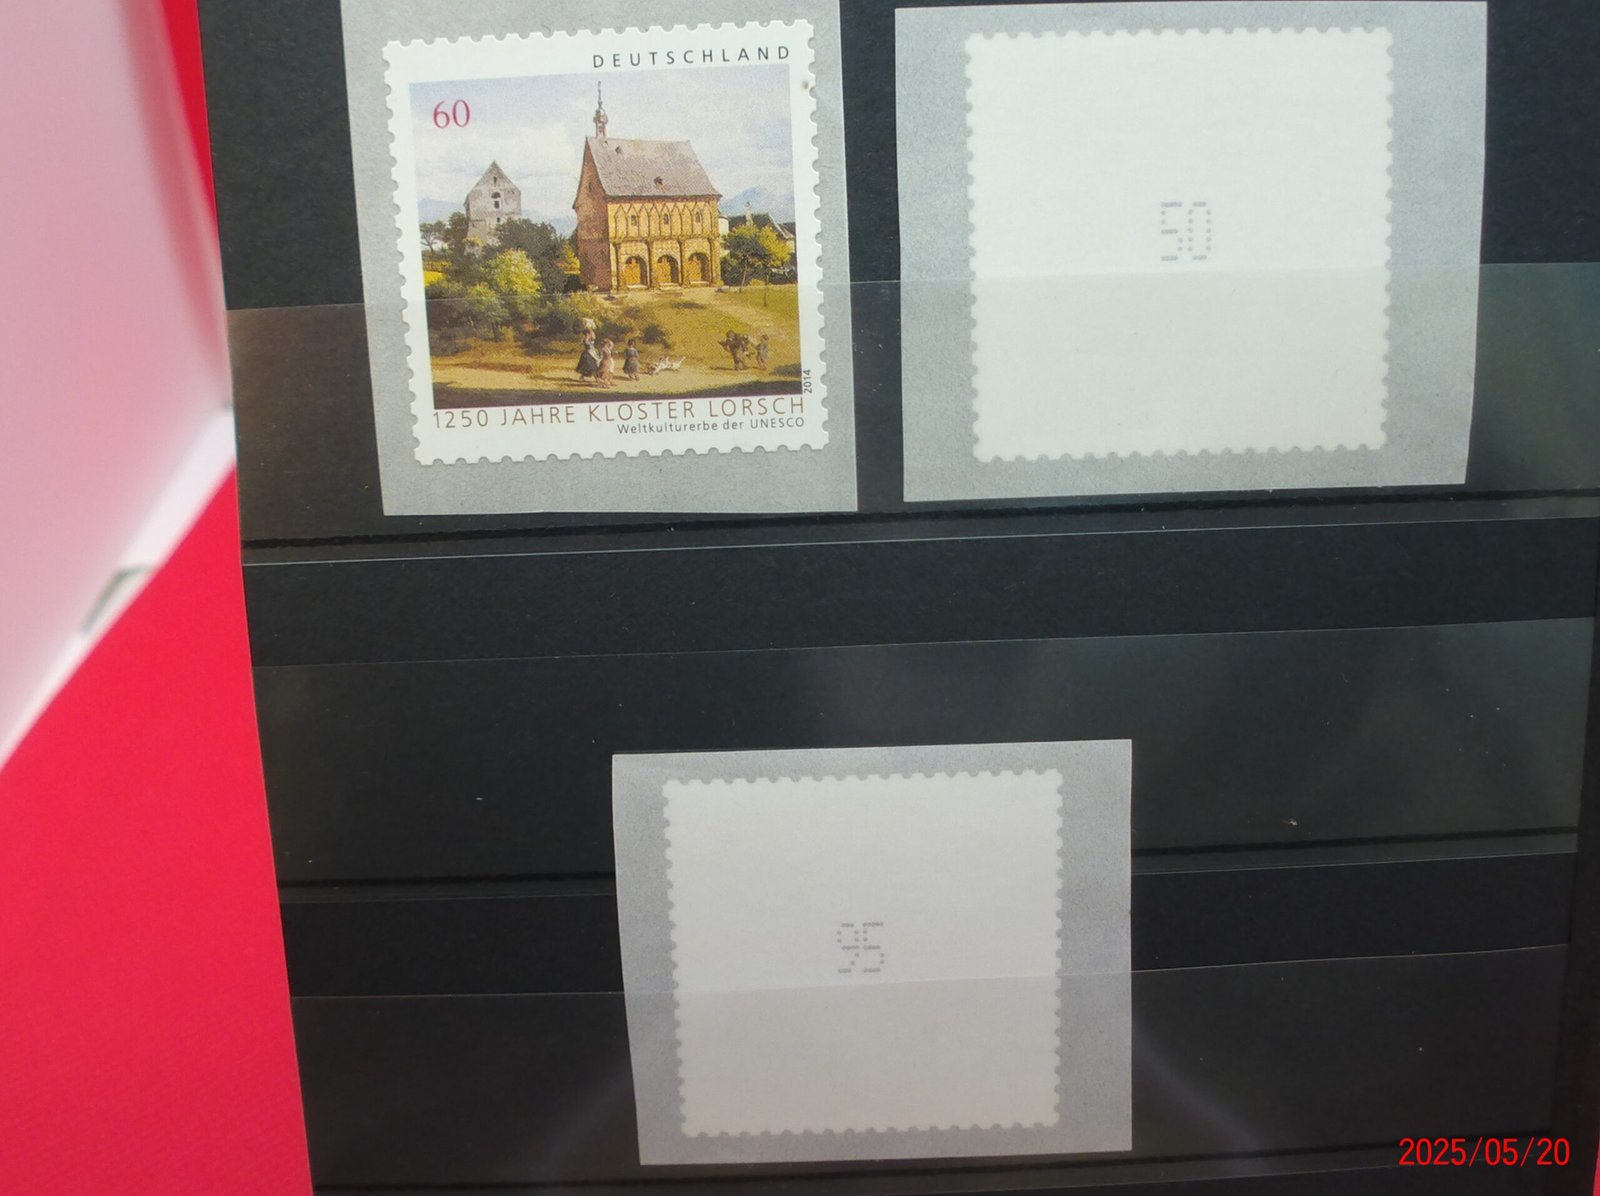 DEUTSCHLAND
60
2014
1250 JAHRE KLOSTER LORSCH
Weltkulturerbe der UNESCO
50
95
2025/05/20